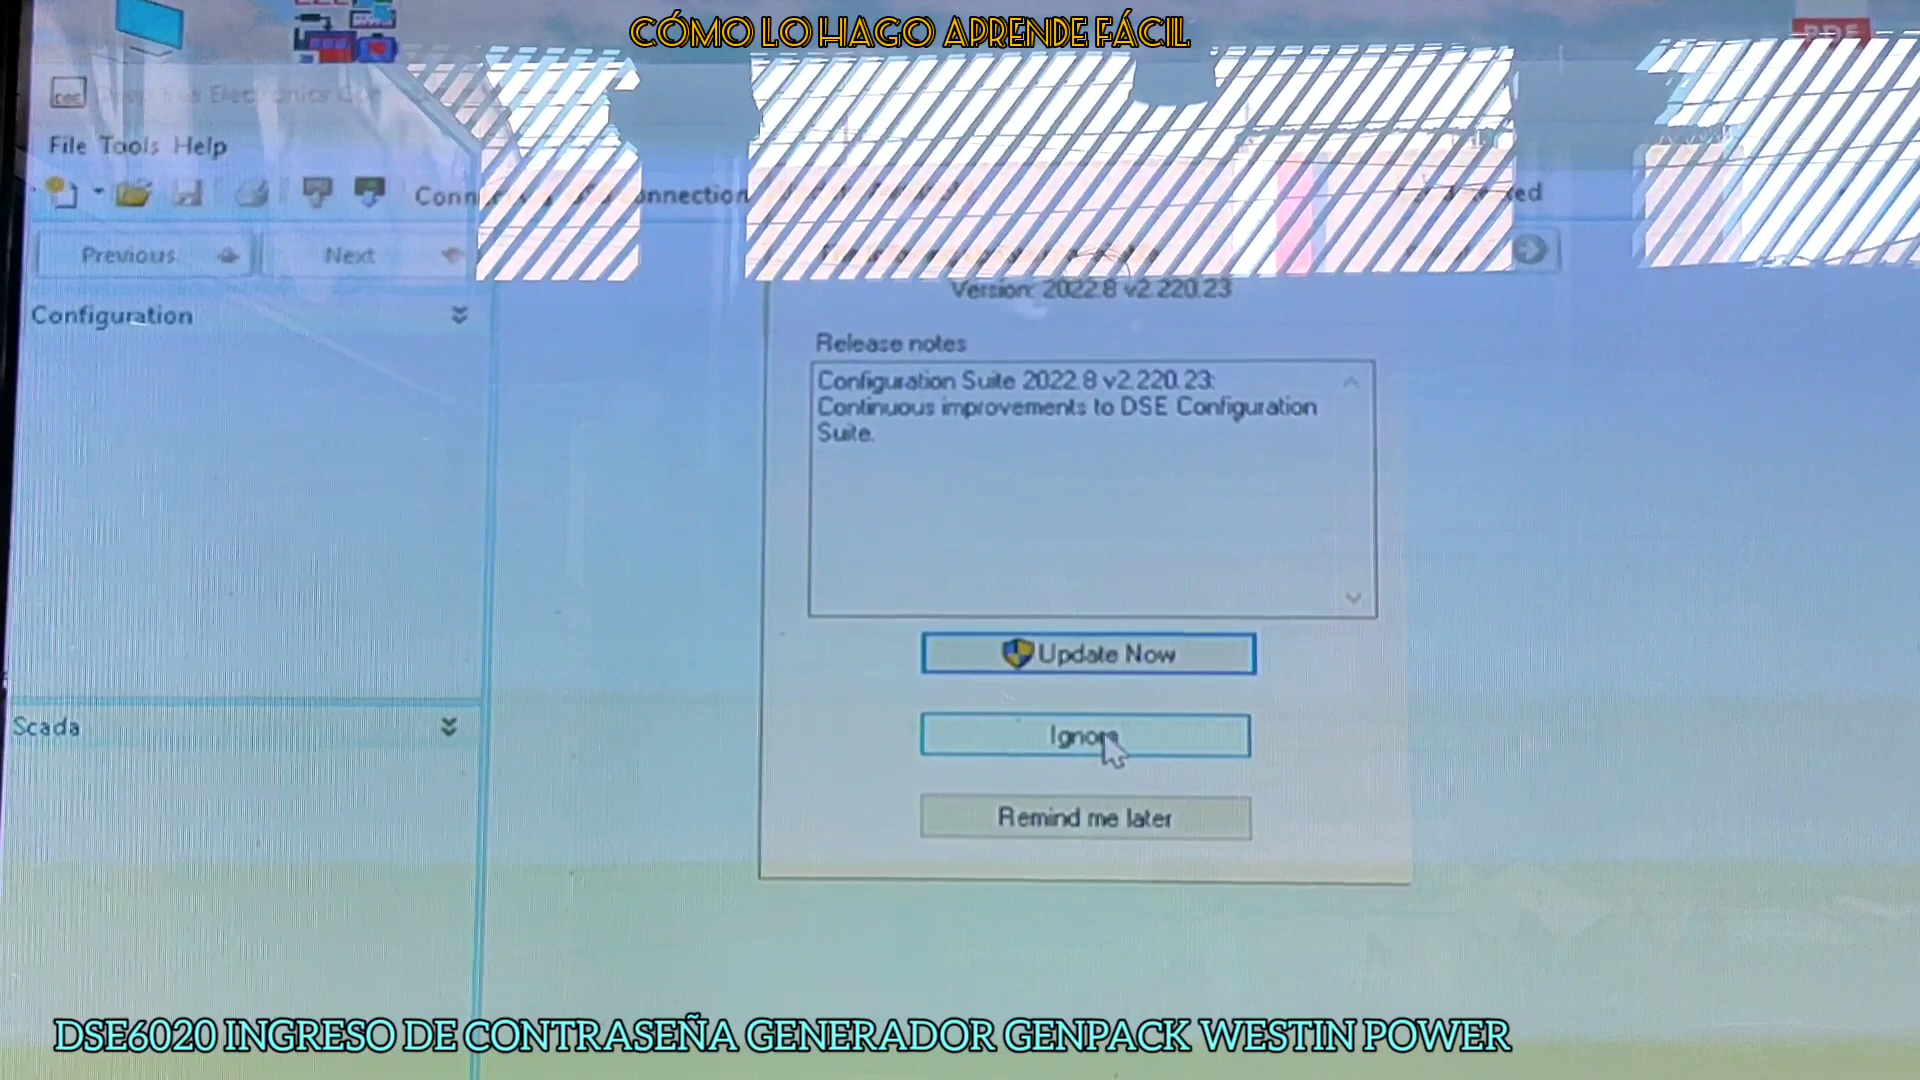 CÓMO LO HAGO APRENDE FÁCIL
PDF
File Tools Help
Previous
Next
Configuration
Version: 2022.8 v2.220.23
Release notes
Configuration Suite 2022.8 v2.220.23:
Continuous improvements to DSE Configuration
Suite.
Update Now
Ignore
Remind me later
Scada
DSE6020 INGRESO DE CONTRASEÑA GENERADOR GENPACK WESTIN POWER